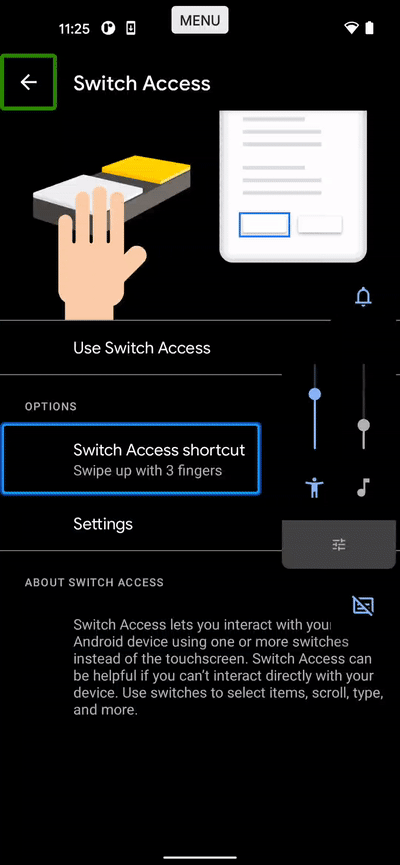 11:25
MENU
Switch Access
Use Switch Access
OPTIONS
Switch Access shortcut
Swipe up with 3 fingers
Settings
ABOUT SWITCH ACCESS
Switch Access lets you interact with your
Android device using one or more switches
instead of the touchscreen. Switch Access can
be helpful if you can't interact directly with your
device. Use switches to select items, scroll, type,
and more.